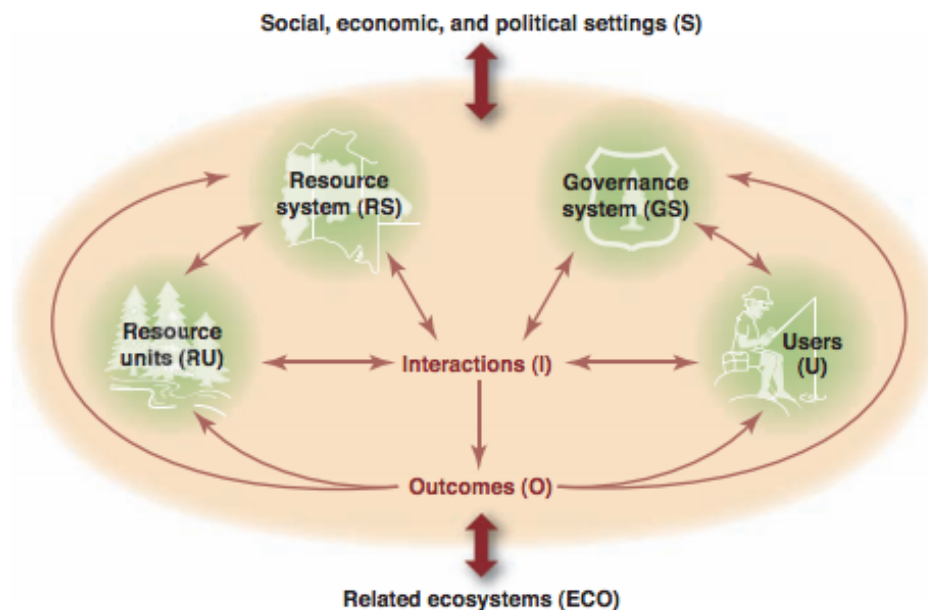 Social, economic, and political settings (S)
Resource
system (RS)
Governance
system (GS)
Resource
units (RU)
Users
(U)
Interactions (I)
Outcomes (O)
Related ecosystems (ECO)